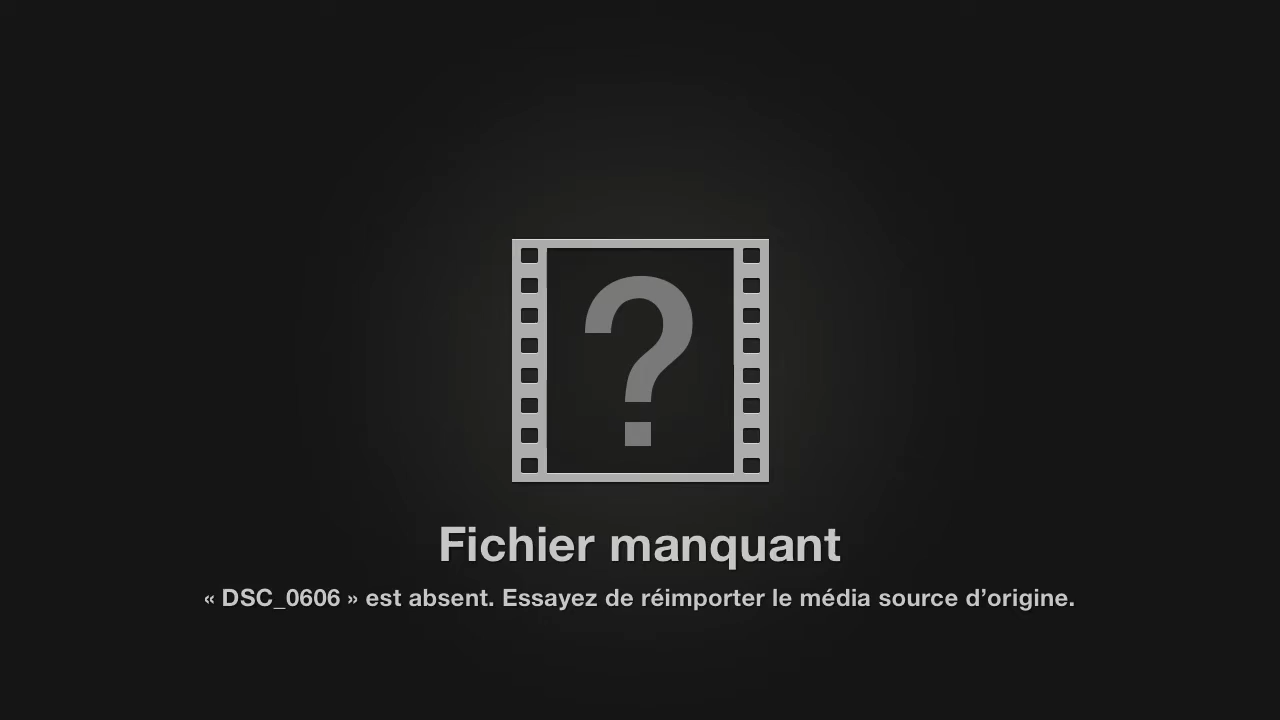 Fichier manquant
« DSC_0606 » est absent. Essayez de réimporter le média source d’origine.